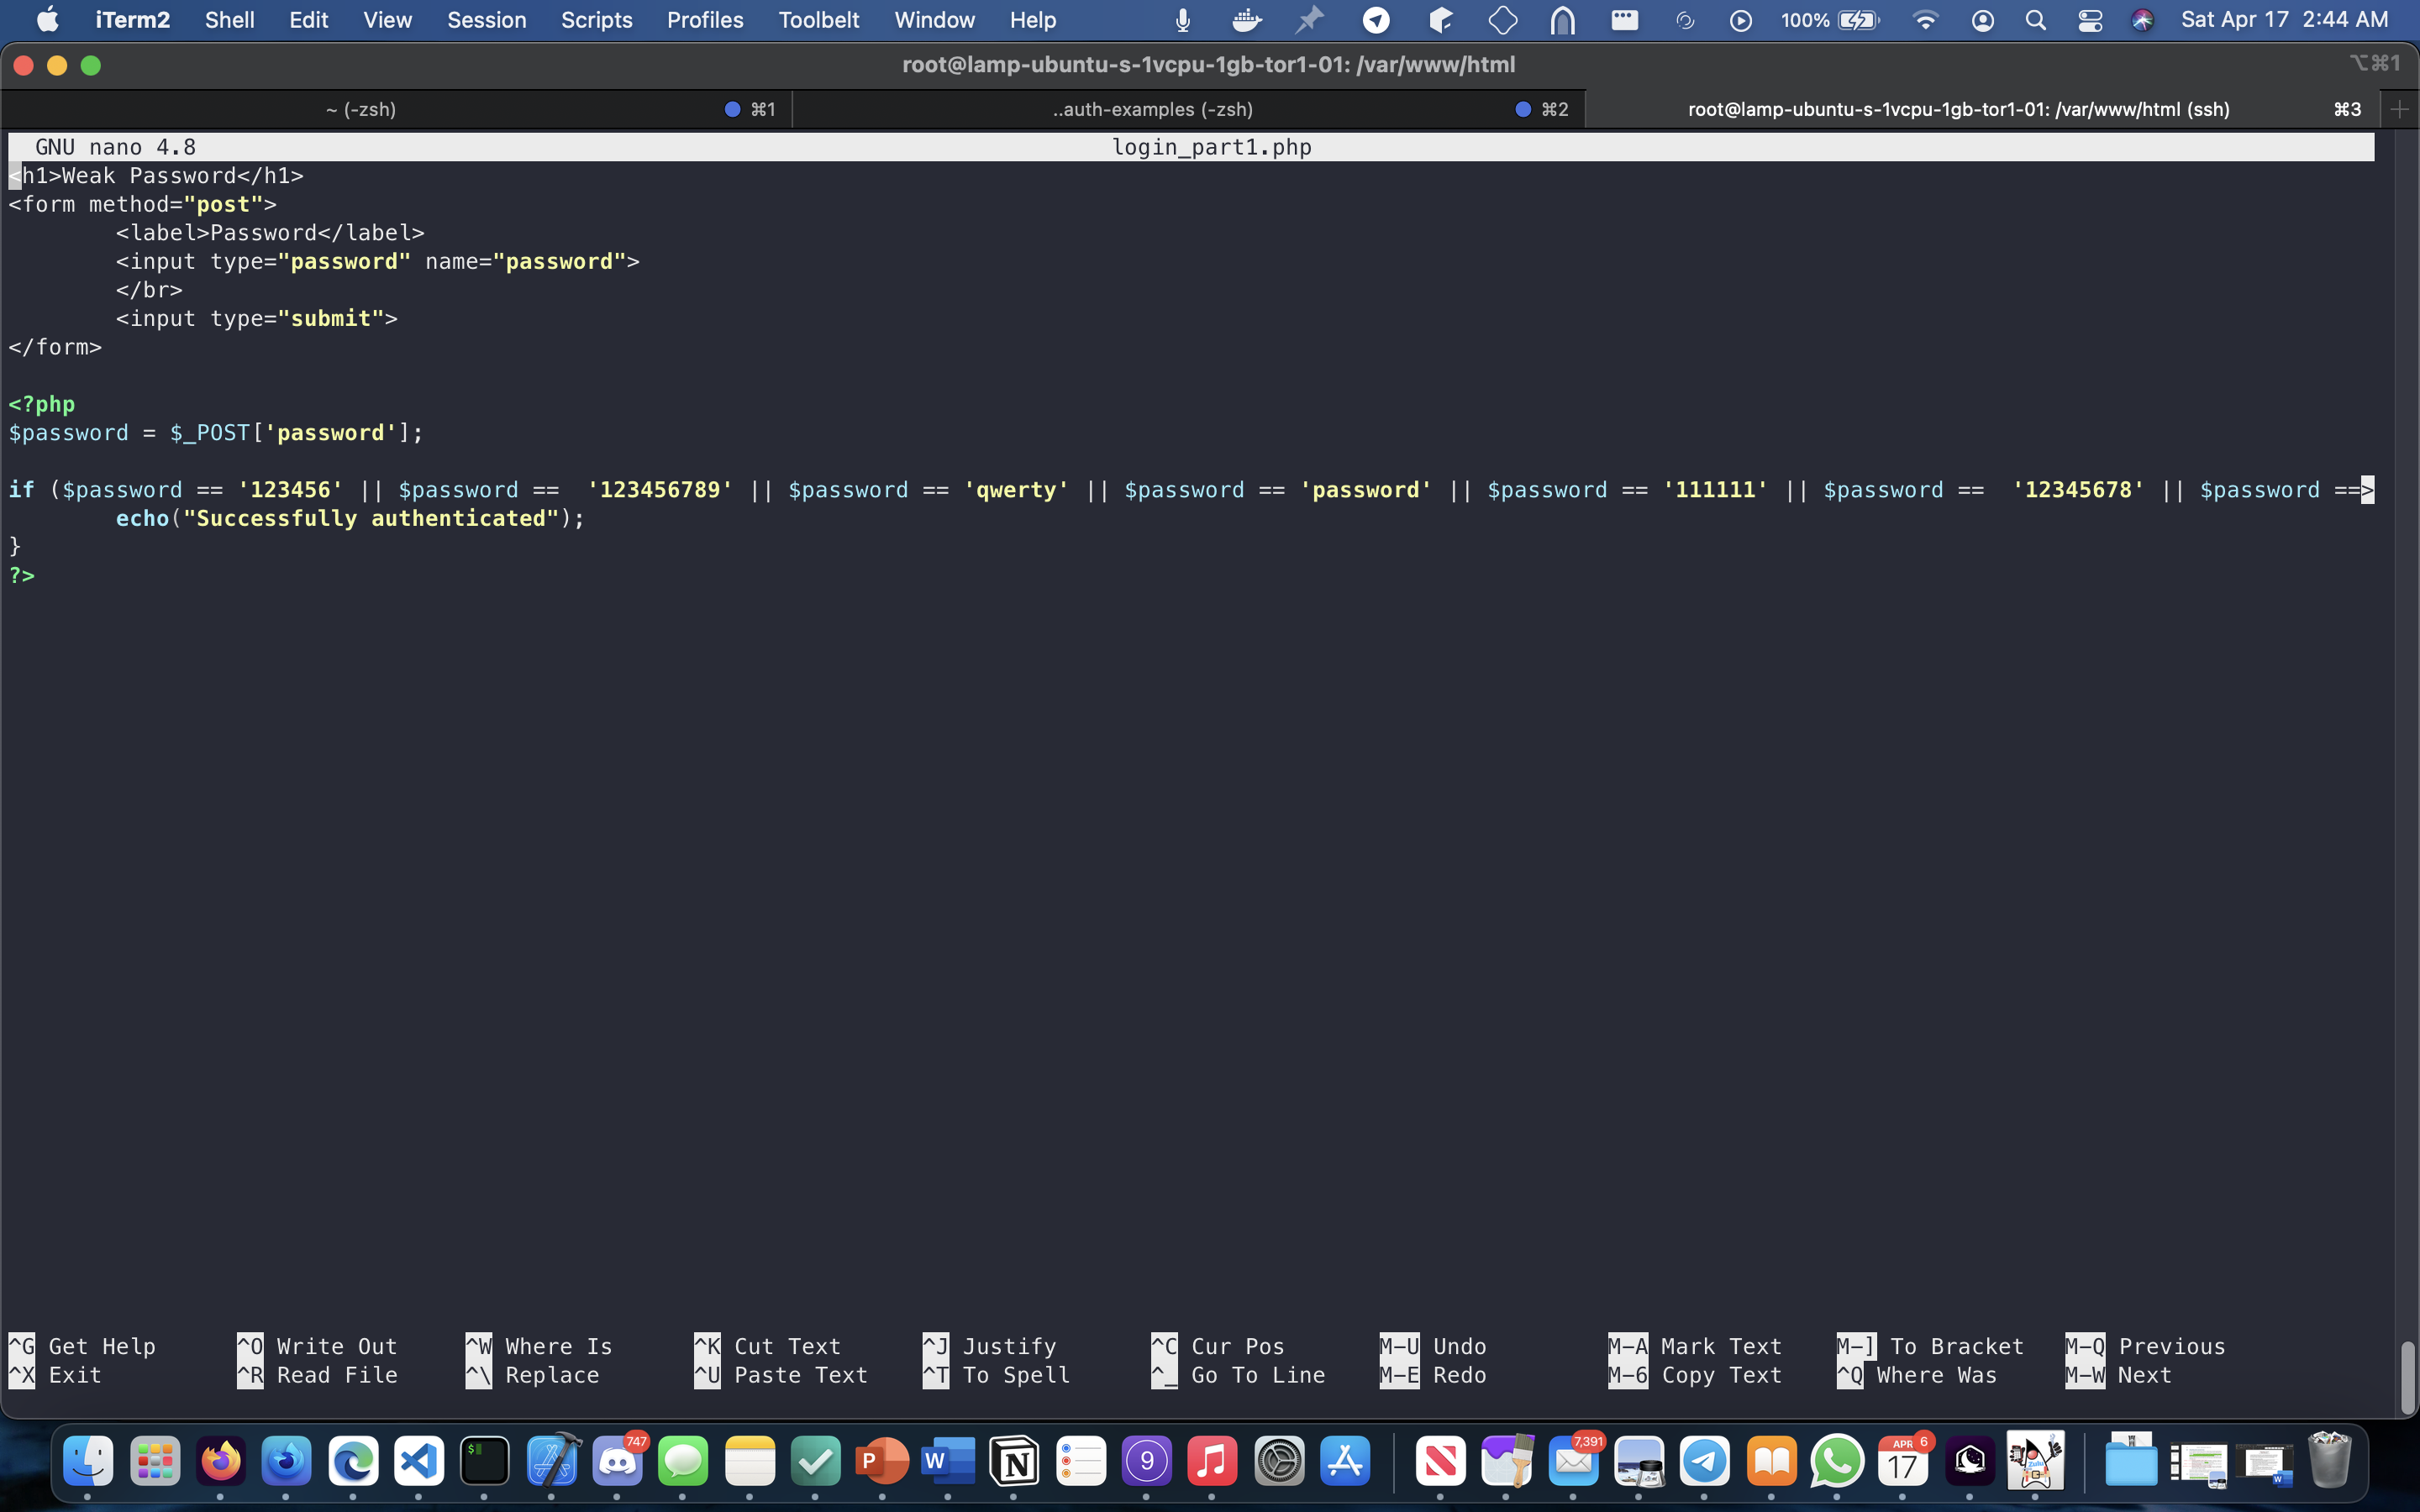 iTerm2 Shell Edit View Session Scripts Profiles Toolbelt Window Help 100% Sat Apr 17 2:44 AM
root@lamp-ubuntu-s-1vcpu-1gb-tor1-01: /var/www/html ⌥⌘1
~ (-zsh) ⌘1 ..auth-examples (-zsh) ⌘2 root@lamp-ubuntu-s-1vcpu-1gb-tor1-01: /var/www/html (ssh) ⌘3
GNU nano 4.8 login_part1.php
<h1>Weak Password</h1>
<form method="post">
<label>Password</label>
<input type="password" name="password">
</br>
<input type="submit">
</form>
<?php
$password = $_POST['password'];
if ($password == '123456' || $password ==  '123456789' || $password == 'qwerty' || $password == 'password' || $password == '111111' || $password ==  '12345678' || $password ==>
echo("Successfully authenticated");
}
?>
^G Get Help ^O Write Out ^W Where Is ^K Cut Text ^J Justify ^C Cur Pos M-U Undo M-A Mark Text M-] To Bracket M-Q Previous
^X Exit ^R Read File ^\ Replace ^U Paste Text ^T To Spell ^_ Go To Line M-E Redo M-6 Copy Text ^Q Where Was M-W Next
747 P W N 9 7,391 APR 6 17